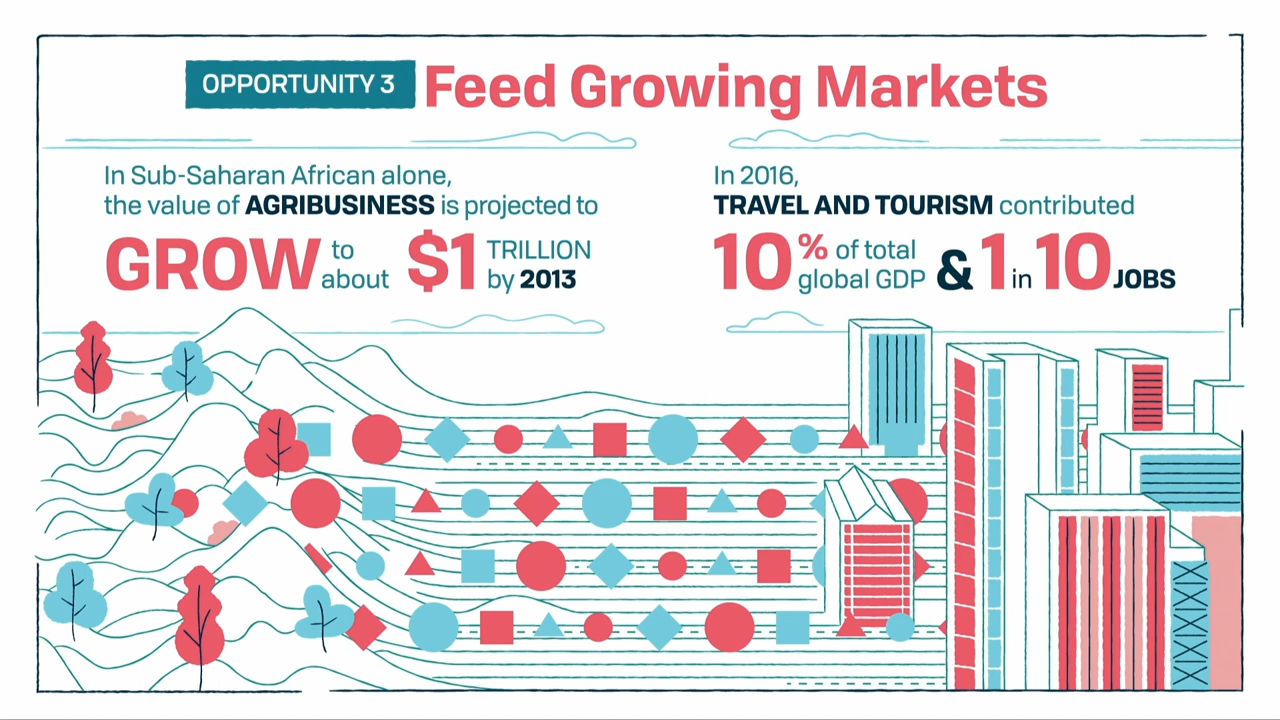 OPPORTUNITY 3 Feed Growing Markets
In Sub-Saharan African alone,
the value of AGRIBUSINESS is projected to
GROW to about $1 TRILLION by 2013
In 2016,
TRAVEL AND TOURISM contributed
10% of total global GDP & 1 in 10 JOBS